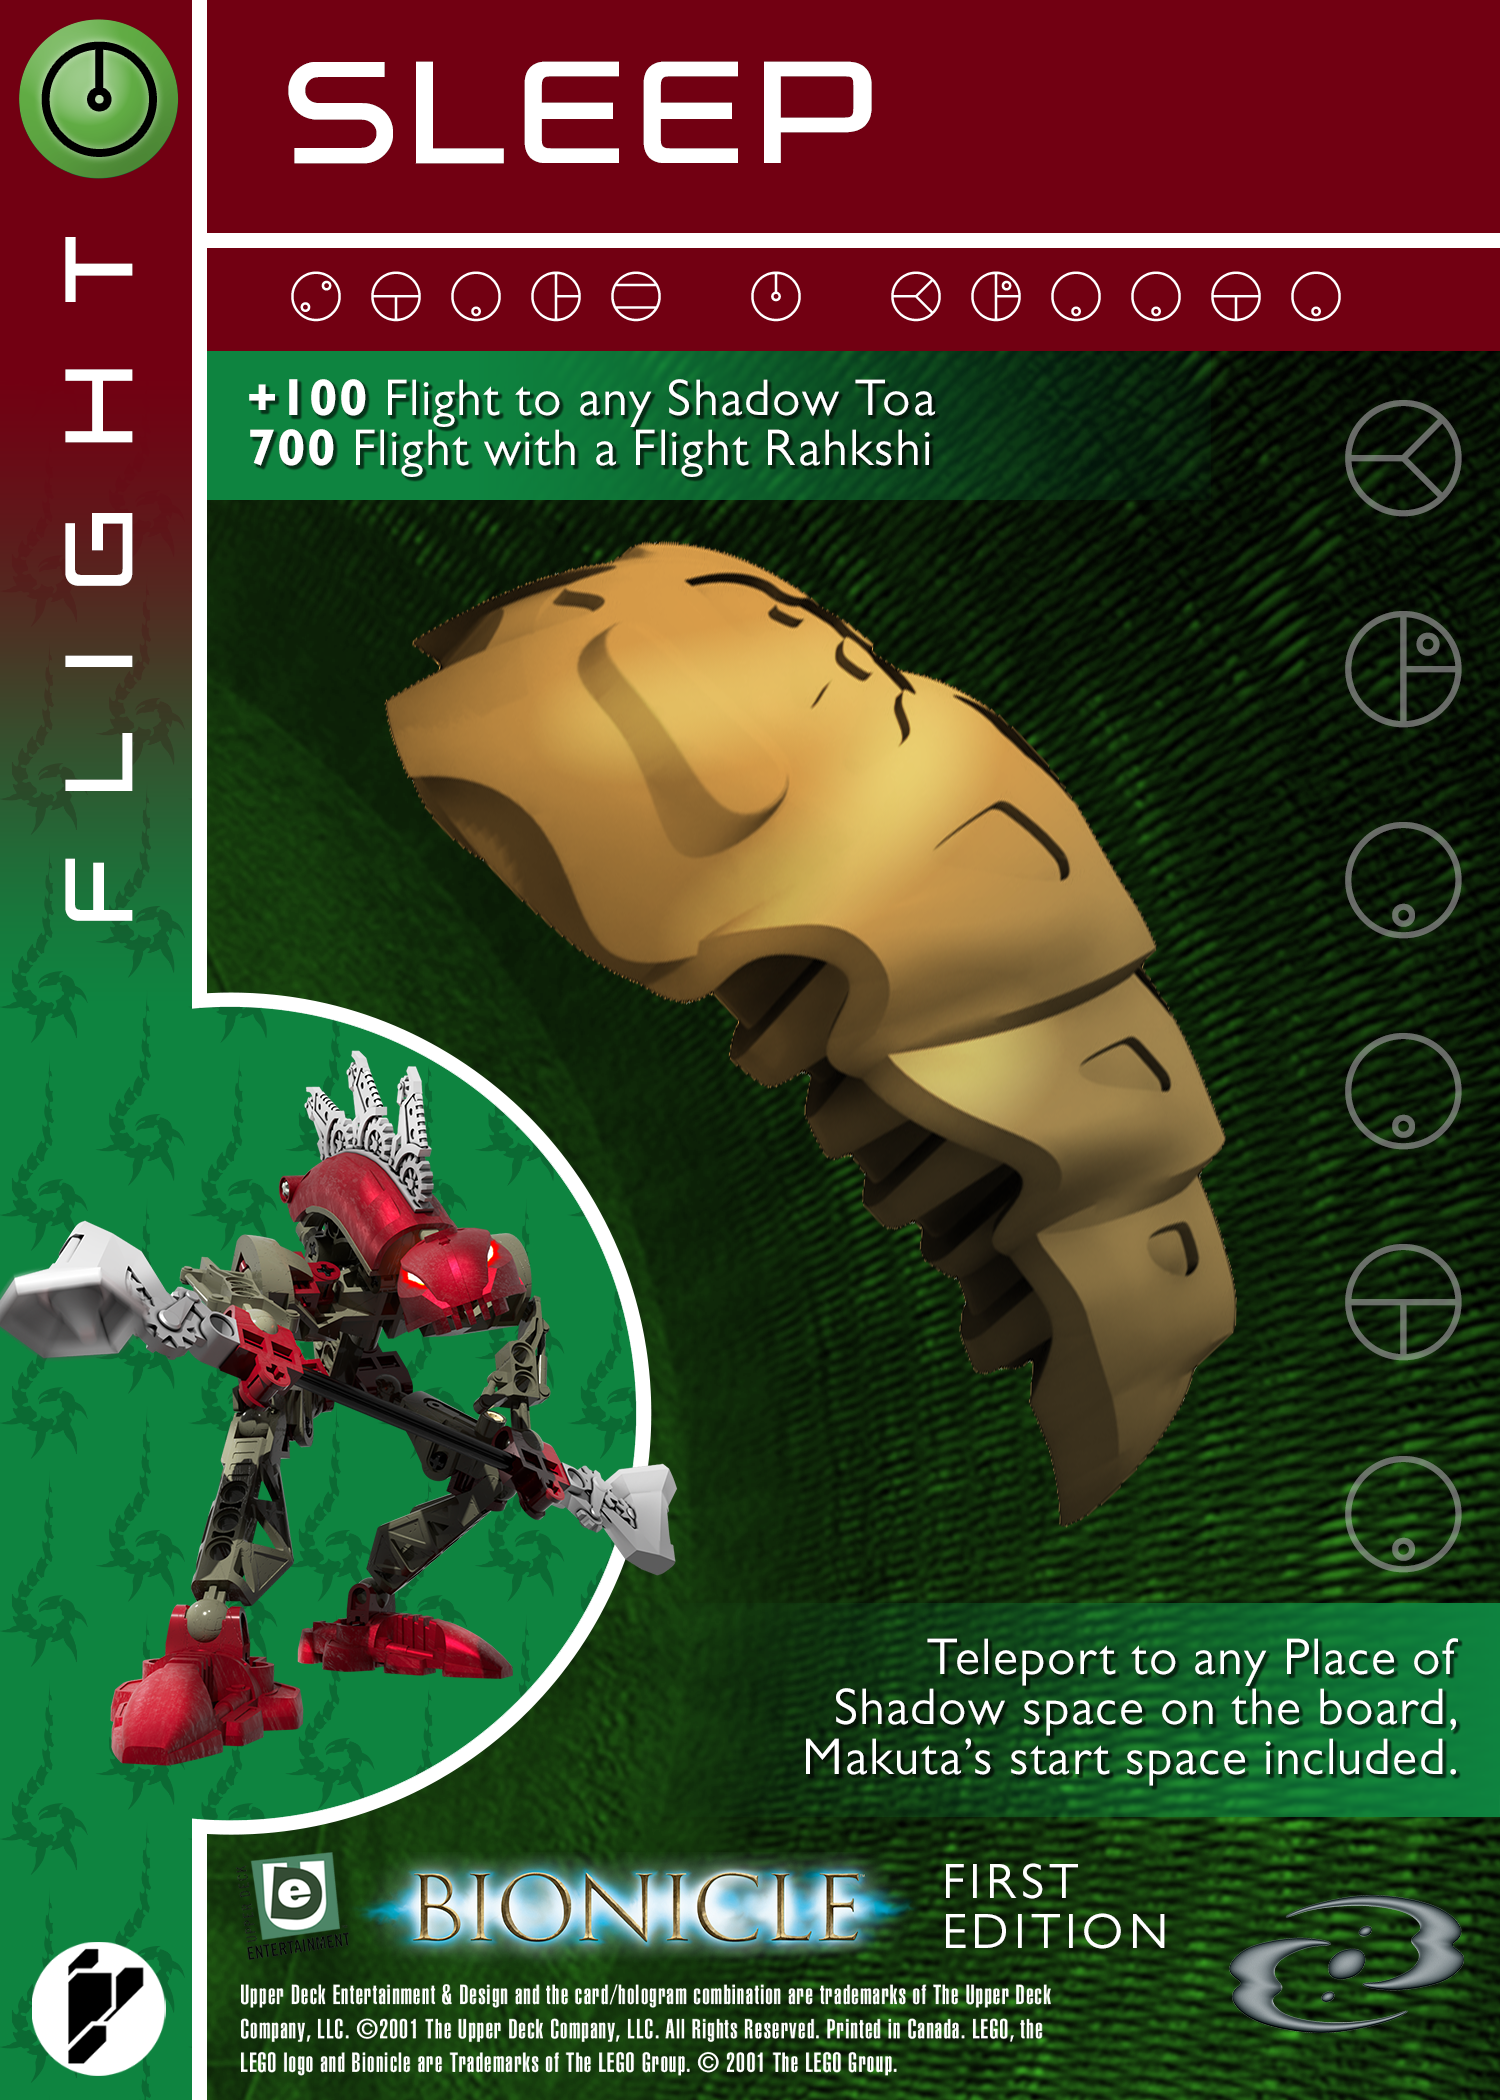 SLEEP
FLIGHT
+100 Flight to any Shadow Toa
700 Flight with a Flight Rahkshi
Teleport to any Place of
Shadow space on the board,
Makuta's start space included.
e
ENTERTAINMENT
BIONICLE
FIRST
EDITION
Upper Deck Entertainment & Design and the card/hologram combination are trademarks of The Upper Deck
Company, LLC. ©2001 The Upper Deck Company, LLC. All Rights Reserved. Printed in Canada. LEGO, the
LEGO logo and Bionicle are Trademarks of The LEGO Group. © 2001 The LEGO Group.